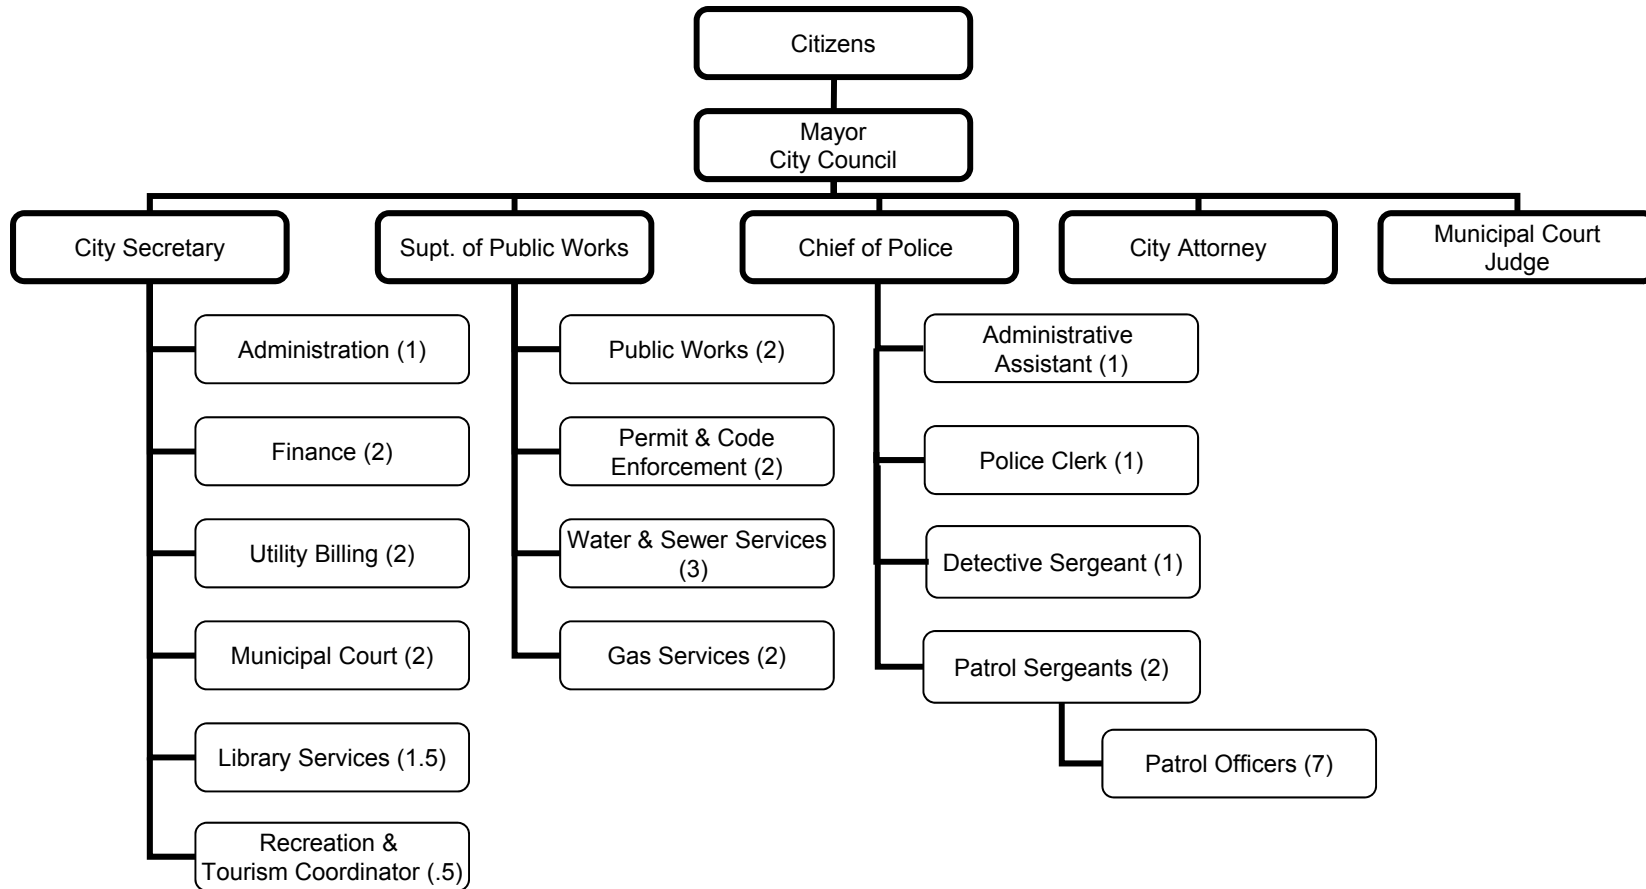 Citizens
Mayor
City Council
City Secretary
Supt. of Public Works
Chief of Police
City Attorney
Municipal Court
Judge
Administration (1)
Finance (2)
Utility Billing (2)
Municipal Court (2)
Library Services (1.5)
Recreation &
Tourism Coordinator (.5)
Public Works (2)
Permit & Code
Enforcement (2)
Water & Sewer Services
(3)
Gas Services (2)
Administrative
Assistant (1)
Police Clerk (1)
Detective Sergeant (1)
Patrol Sergeants (2)
Patrol Officers (7)